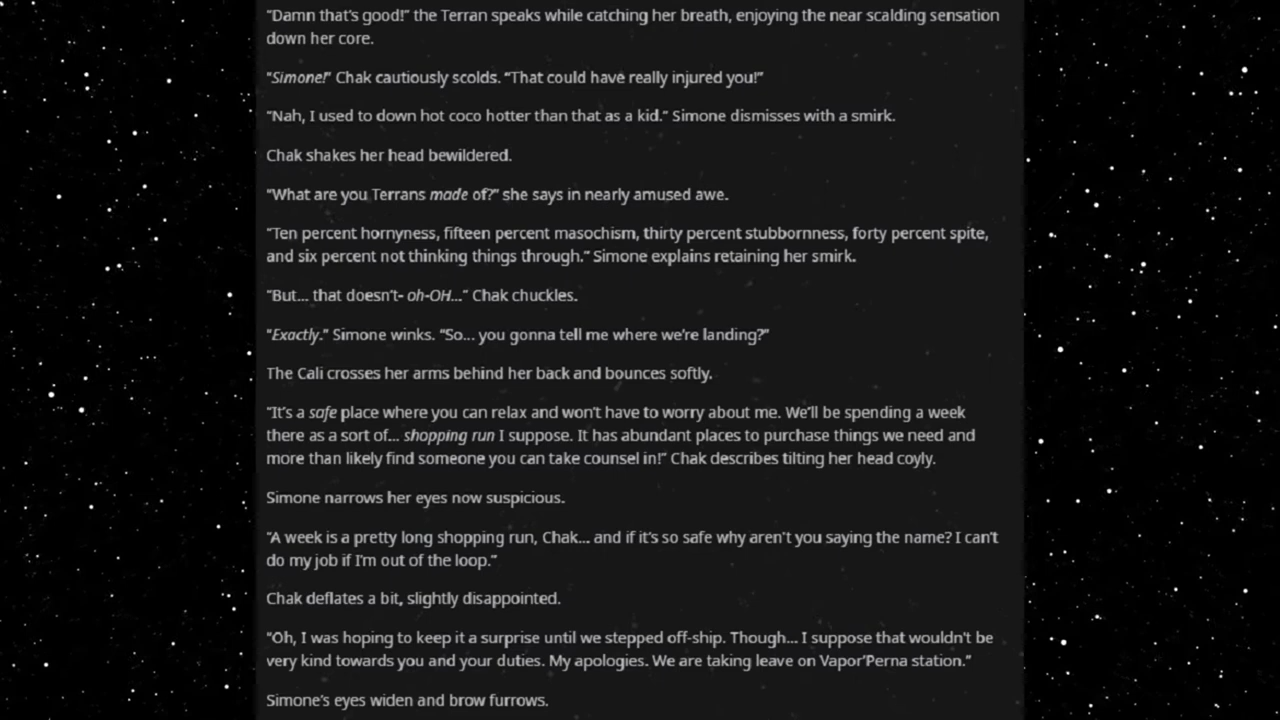 “Damn that’s good!” the Terran speaks while catching her breath, enjoying the near scalding sensation
down her core.
“Simone!” Chak cautiously scolds. “That could have really injured you!”
“Nah, I used to down hot coco hotter than that as a kid.” Simone dismisses with a smirk.
Chak shakes her head bewildered.
“What are you Terrans made of?” she says in nearly amused awe.
“Ten percent hornyness, fifteen percent masochism, thirty percent stubbornness, forty percent spite,
and six percent not thinking things through.” Simone explains retaining her smirk.
“But... that doesn’t- oh-OH...” Chak chuckles.
“Exactly.” Simone winks. “So... you gonna tell me where we’re landing?”
The Cali crosses her arms behind her back and bounces softly.
“It’s a safe place where you can relax and won’t have to worry about me. We’ll be spending a week
there as a sort of... shopping run I suppose. It has abundant places to purchase things we need and
more than likely find someone you can take counsel in!” Chak describes tilting her head coyly.
Simone narrows her eyes now suspicious.
“A week is a pretty long shopping run, Chak... and if it’s so safe why aren’t you saying the name? I can’t
do my job if I’m out of the loop.”
Chak deflates a bit, slightly disappointed.
“Oh, I was hoping to keep it a surprise until we stepped off-ship. Though... I suppose that wouldn’t be
very kind towards you and your duties. My apologies. We are taking leave on Vapor’Perna station.”
Simone’s eyes widen and brow furrows.